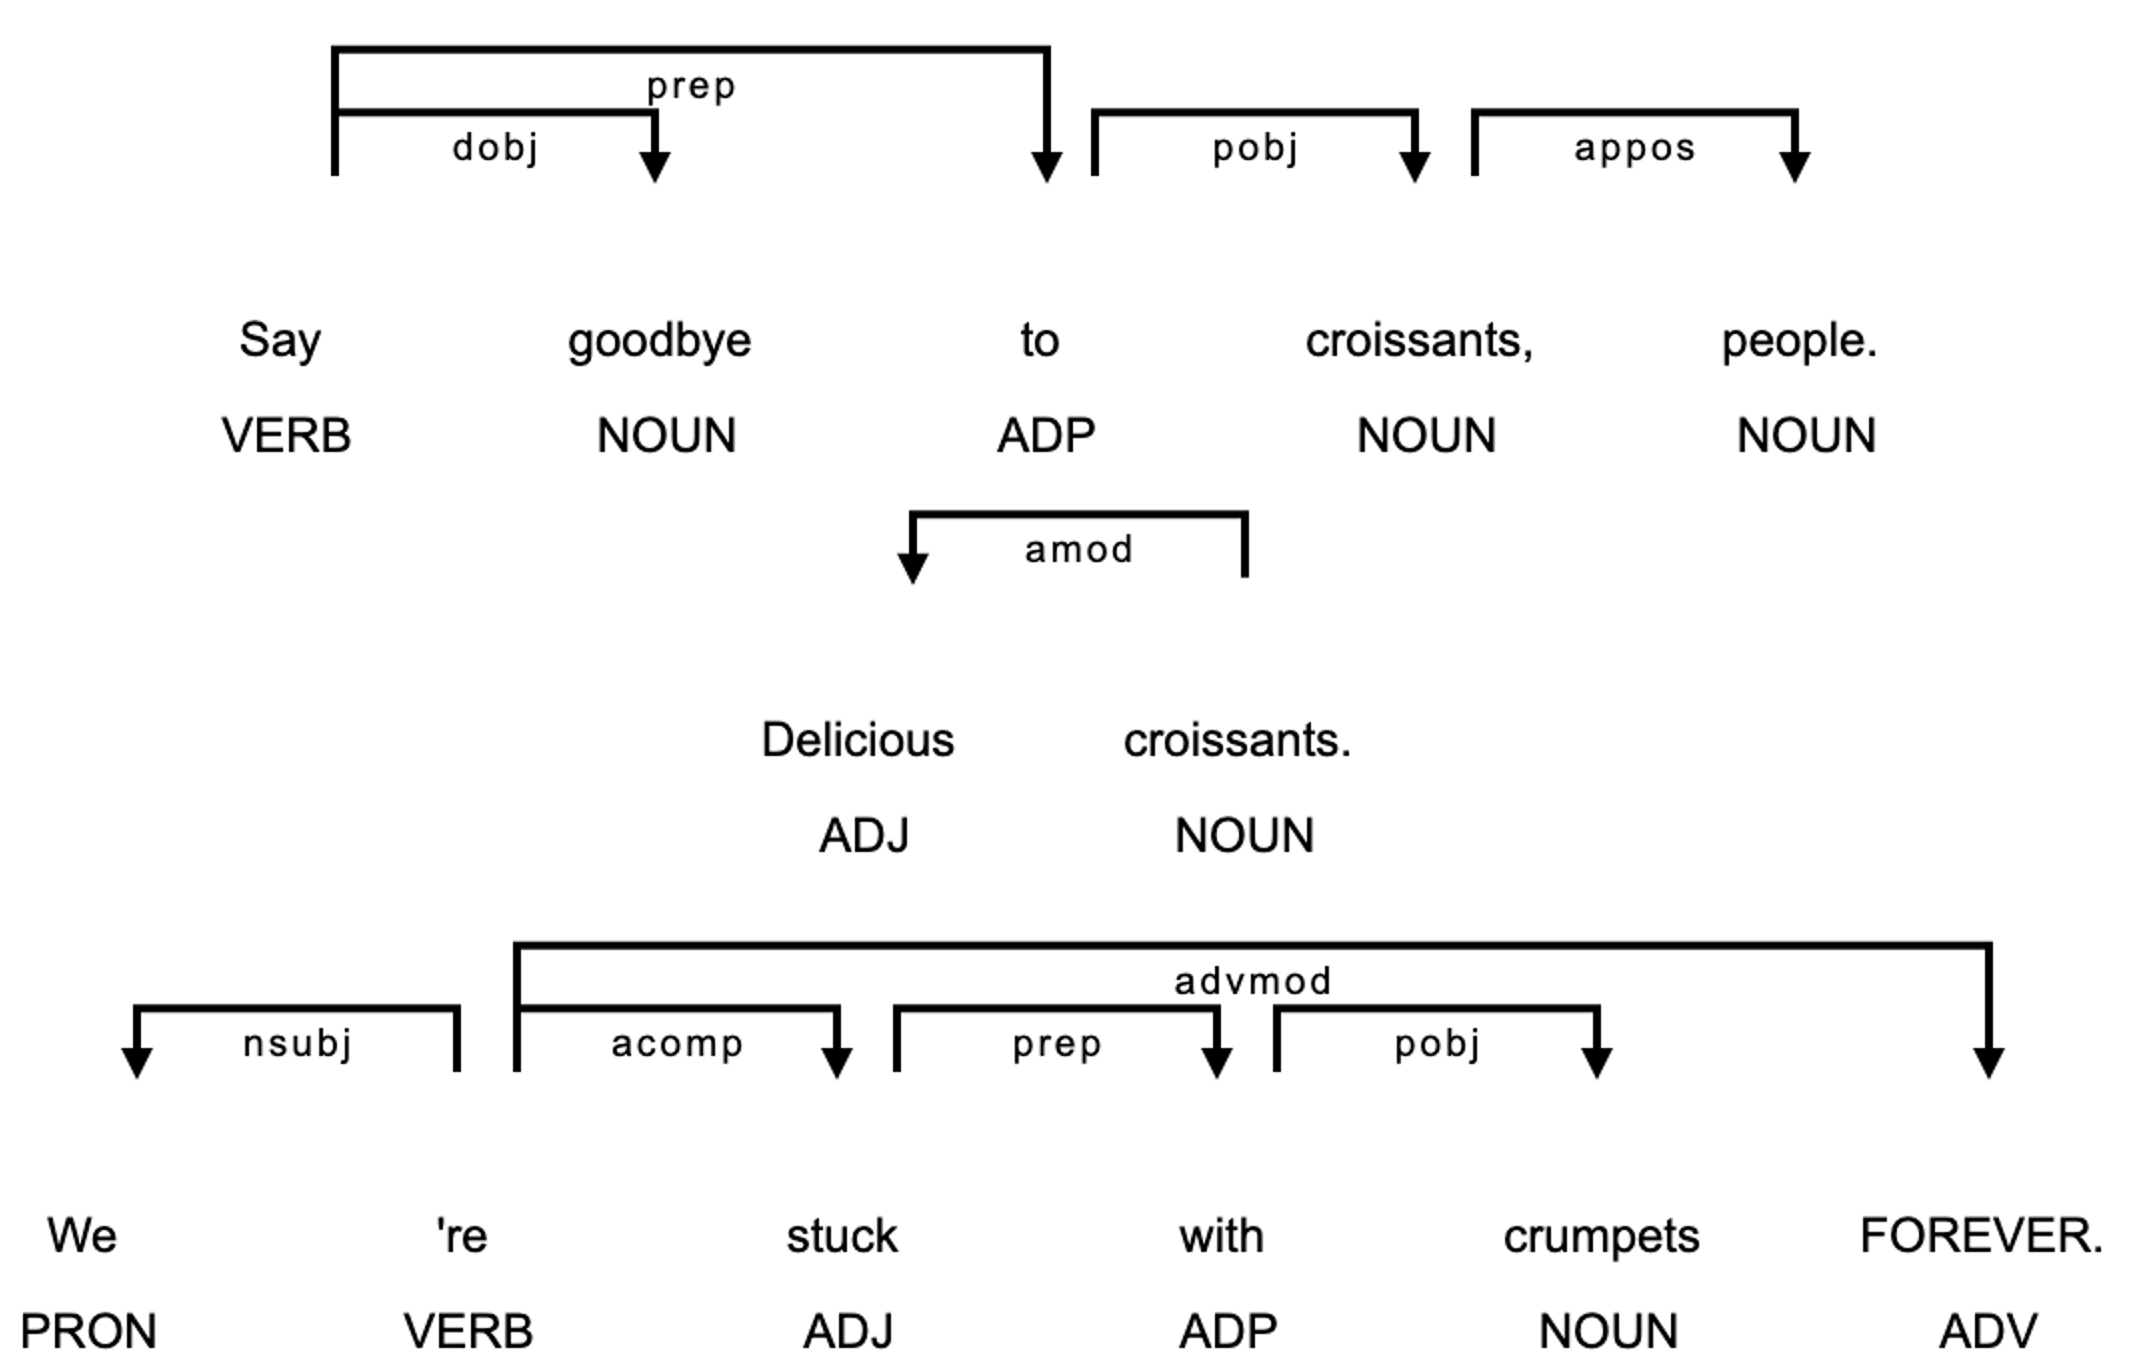 prep
dobj pobj appos
Say goodbye to croissants, people.
VERB NOUN ADP NOUN NOUN
amod
Delicious croissants.
ADJ NOUN
advmod
nsubj acomp prep pobj
We 're stuck with crumpets FOREVER.
PRON VERB ADJ ADP NOUN ADV